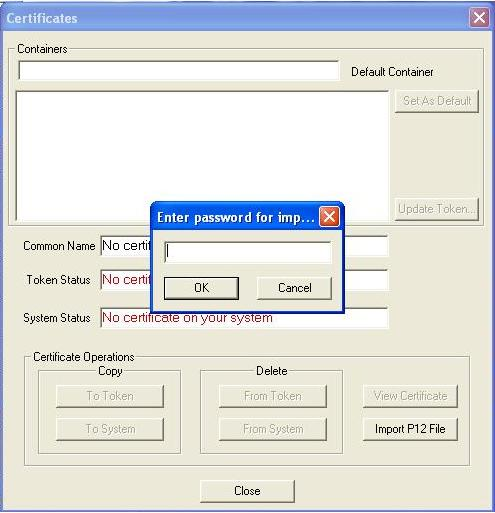 Certificates
Containers
Default Container
Set As Default
Update Token...
Enter password for imp...
OK
Cancel
Common Name No certif
Token Status No certif
System Status No certificate on your system
Certificate Operations
Copy
To Token
To System
Delete
From Token
From System
View Certificate
Import P12 File
Close